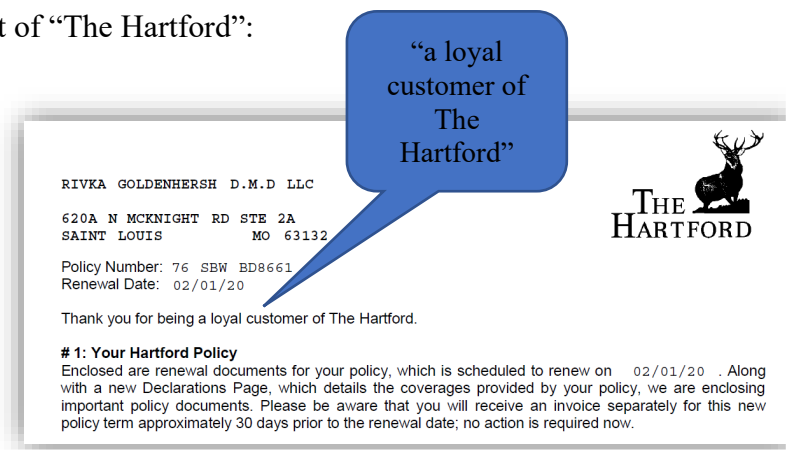 t of “The Hartford”:
“a loyal
customer of
The
Hartford”
THE
HARTFORD
RIVKA GOLDENHERSH D.M.D LLC
620A N MCKNIGHT RD STE 2A
SAINT LOUIS MO 63132
Policy Number: 76 SBW BD8661
Renewal Date: 02/01/20
Thank you for being a loyal customer of The Hartford.
# 1: Your Hartford Policy
Enclosed are renewal documents for your policy, which is scheduled to renew on 02/01/20 . Along
with a new Declarations Page, which details the coverages provided by your policy, we are enclosing
important policy documents. Please be aware that you will receive an invoice separately for this new
policy term approximately 30 days prior to the renewal date; no action is required now.